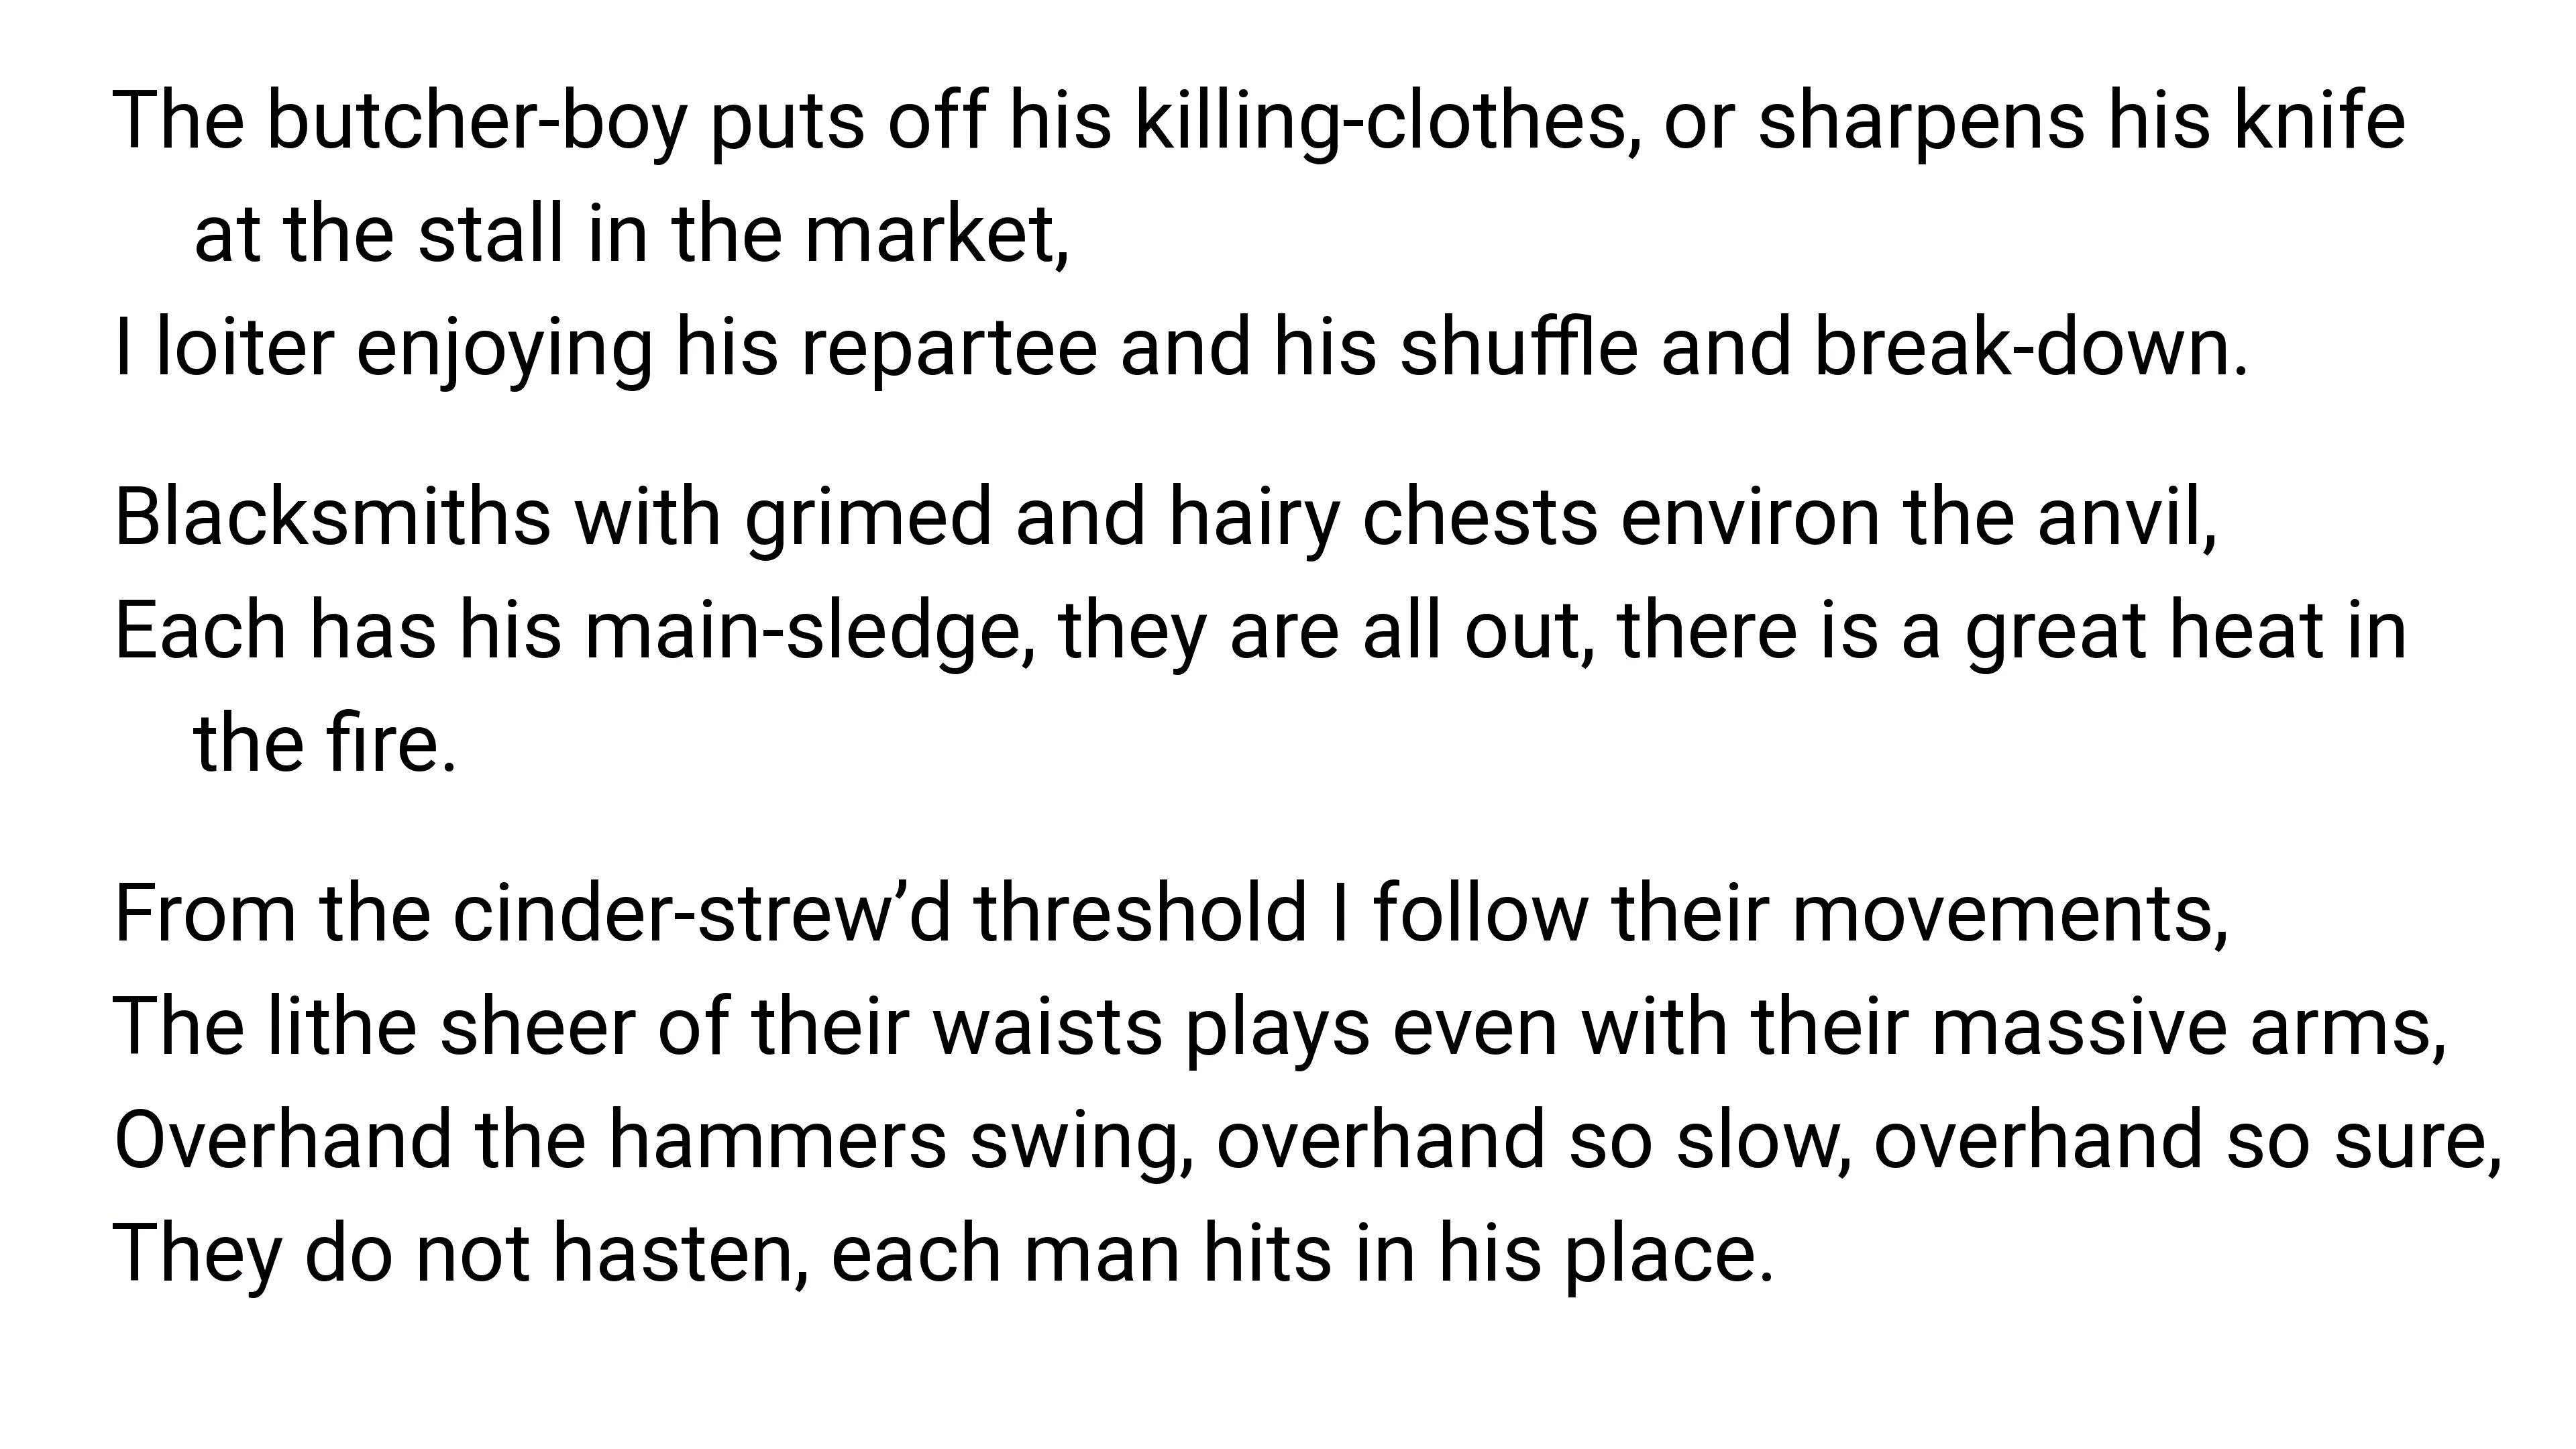 The butcher-boy puts off his killing-clothes, or sharpens his knife
at the stall in the market,
I loiter enjoying his repartee and his shuffle and break-down.
Blacksmiths with grimed and hairy chests environ the anvil,
Each has his main-sledge, they are all out, there is a great heat in
the fire.
From the cinder-strew’d threshold I follow their movements,
The lithe sheer of their waists plays even with their massive arms,
Overhand the hammers swing, overhand so slow, overhand so sure,
They do not hasten, each man hits in his place.